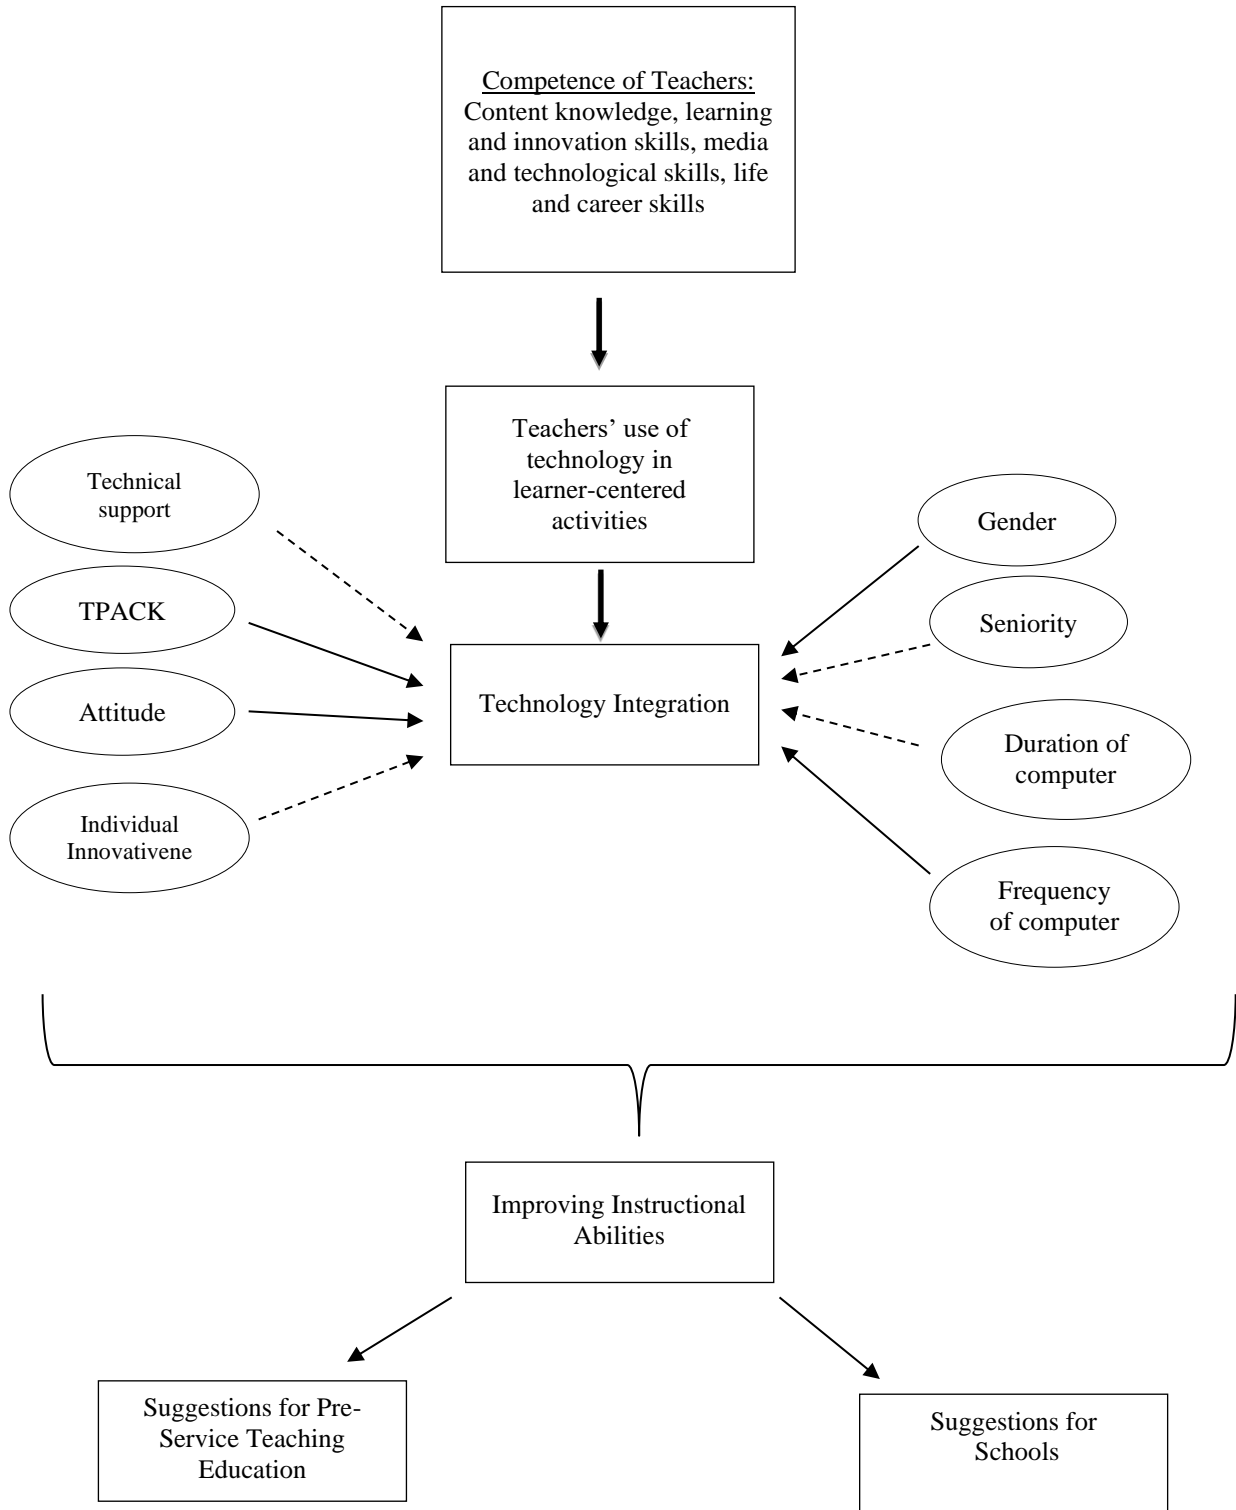 Competence of Teachers:
Content knowledge, learning
and innovation skills, media
and technological skills, life
and career skills
Teachers’ use of
technology in
learner-centered
activities
Technical
support
TPACK
Attitude
Individual
Innovativene
Technology Integration
Gender
Seniority
Duration of
computer
Frequency
of computer
Improving Instructional
Abilities
Suggestions for Pre-
Service Teaching
Education
Suggestions for
Schools